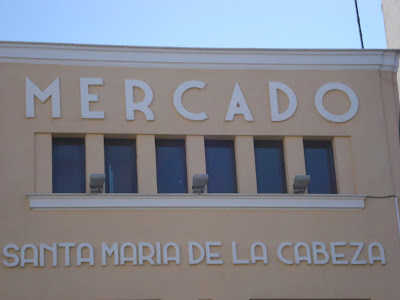 MERCADO
SANTA MARIA DE LA CABEZA